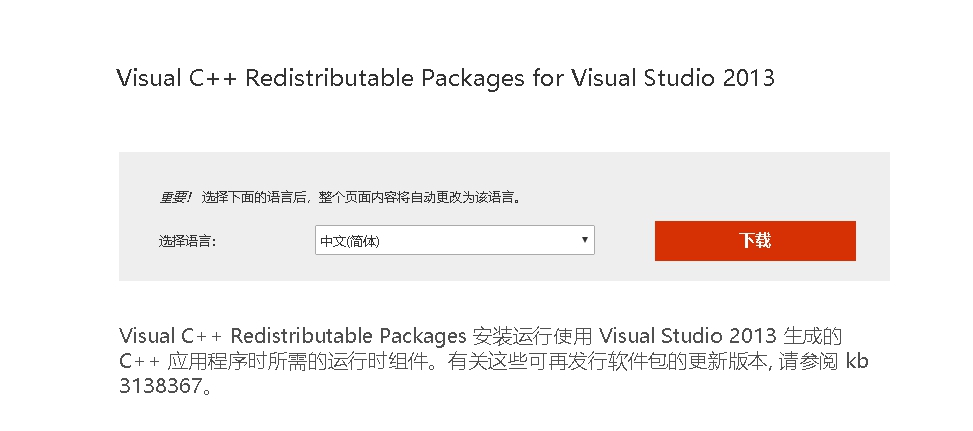 Visual C++ Redistributable Packages for Visual Studio 2013
重要! 选择下面的语言后，整个页面内容将自动更改为该语言。
选择语言:
中文(简体)
下载
Visual C++ Redistributable Packages 安装运行使用 Visual Studio 2013 生成的
C++ 应用程序时所需的运行时组件。有关这些可再发行软件包的更新版本, 请参阅 kb
3138367。